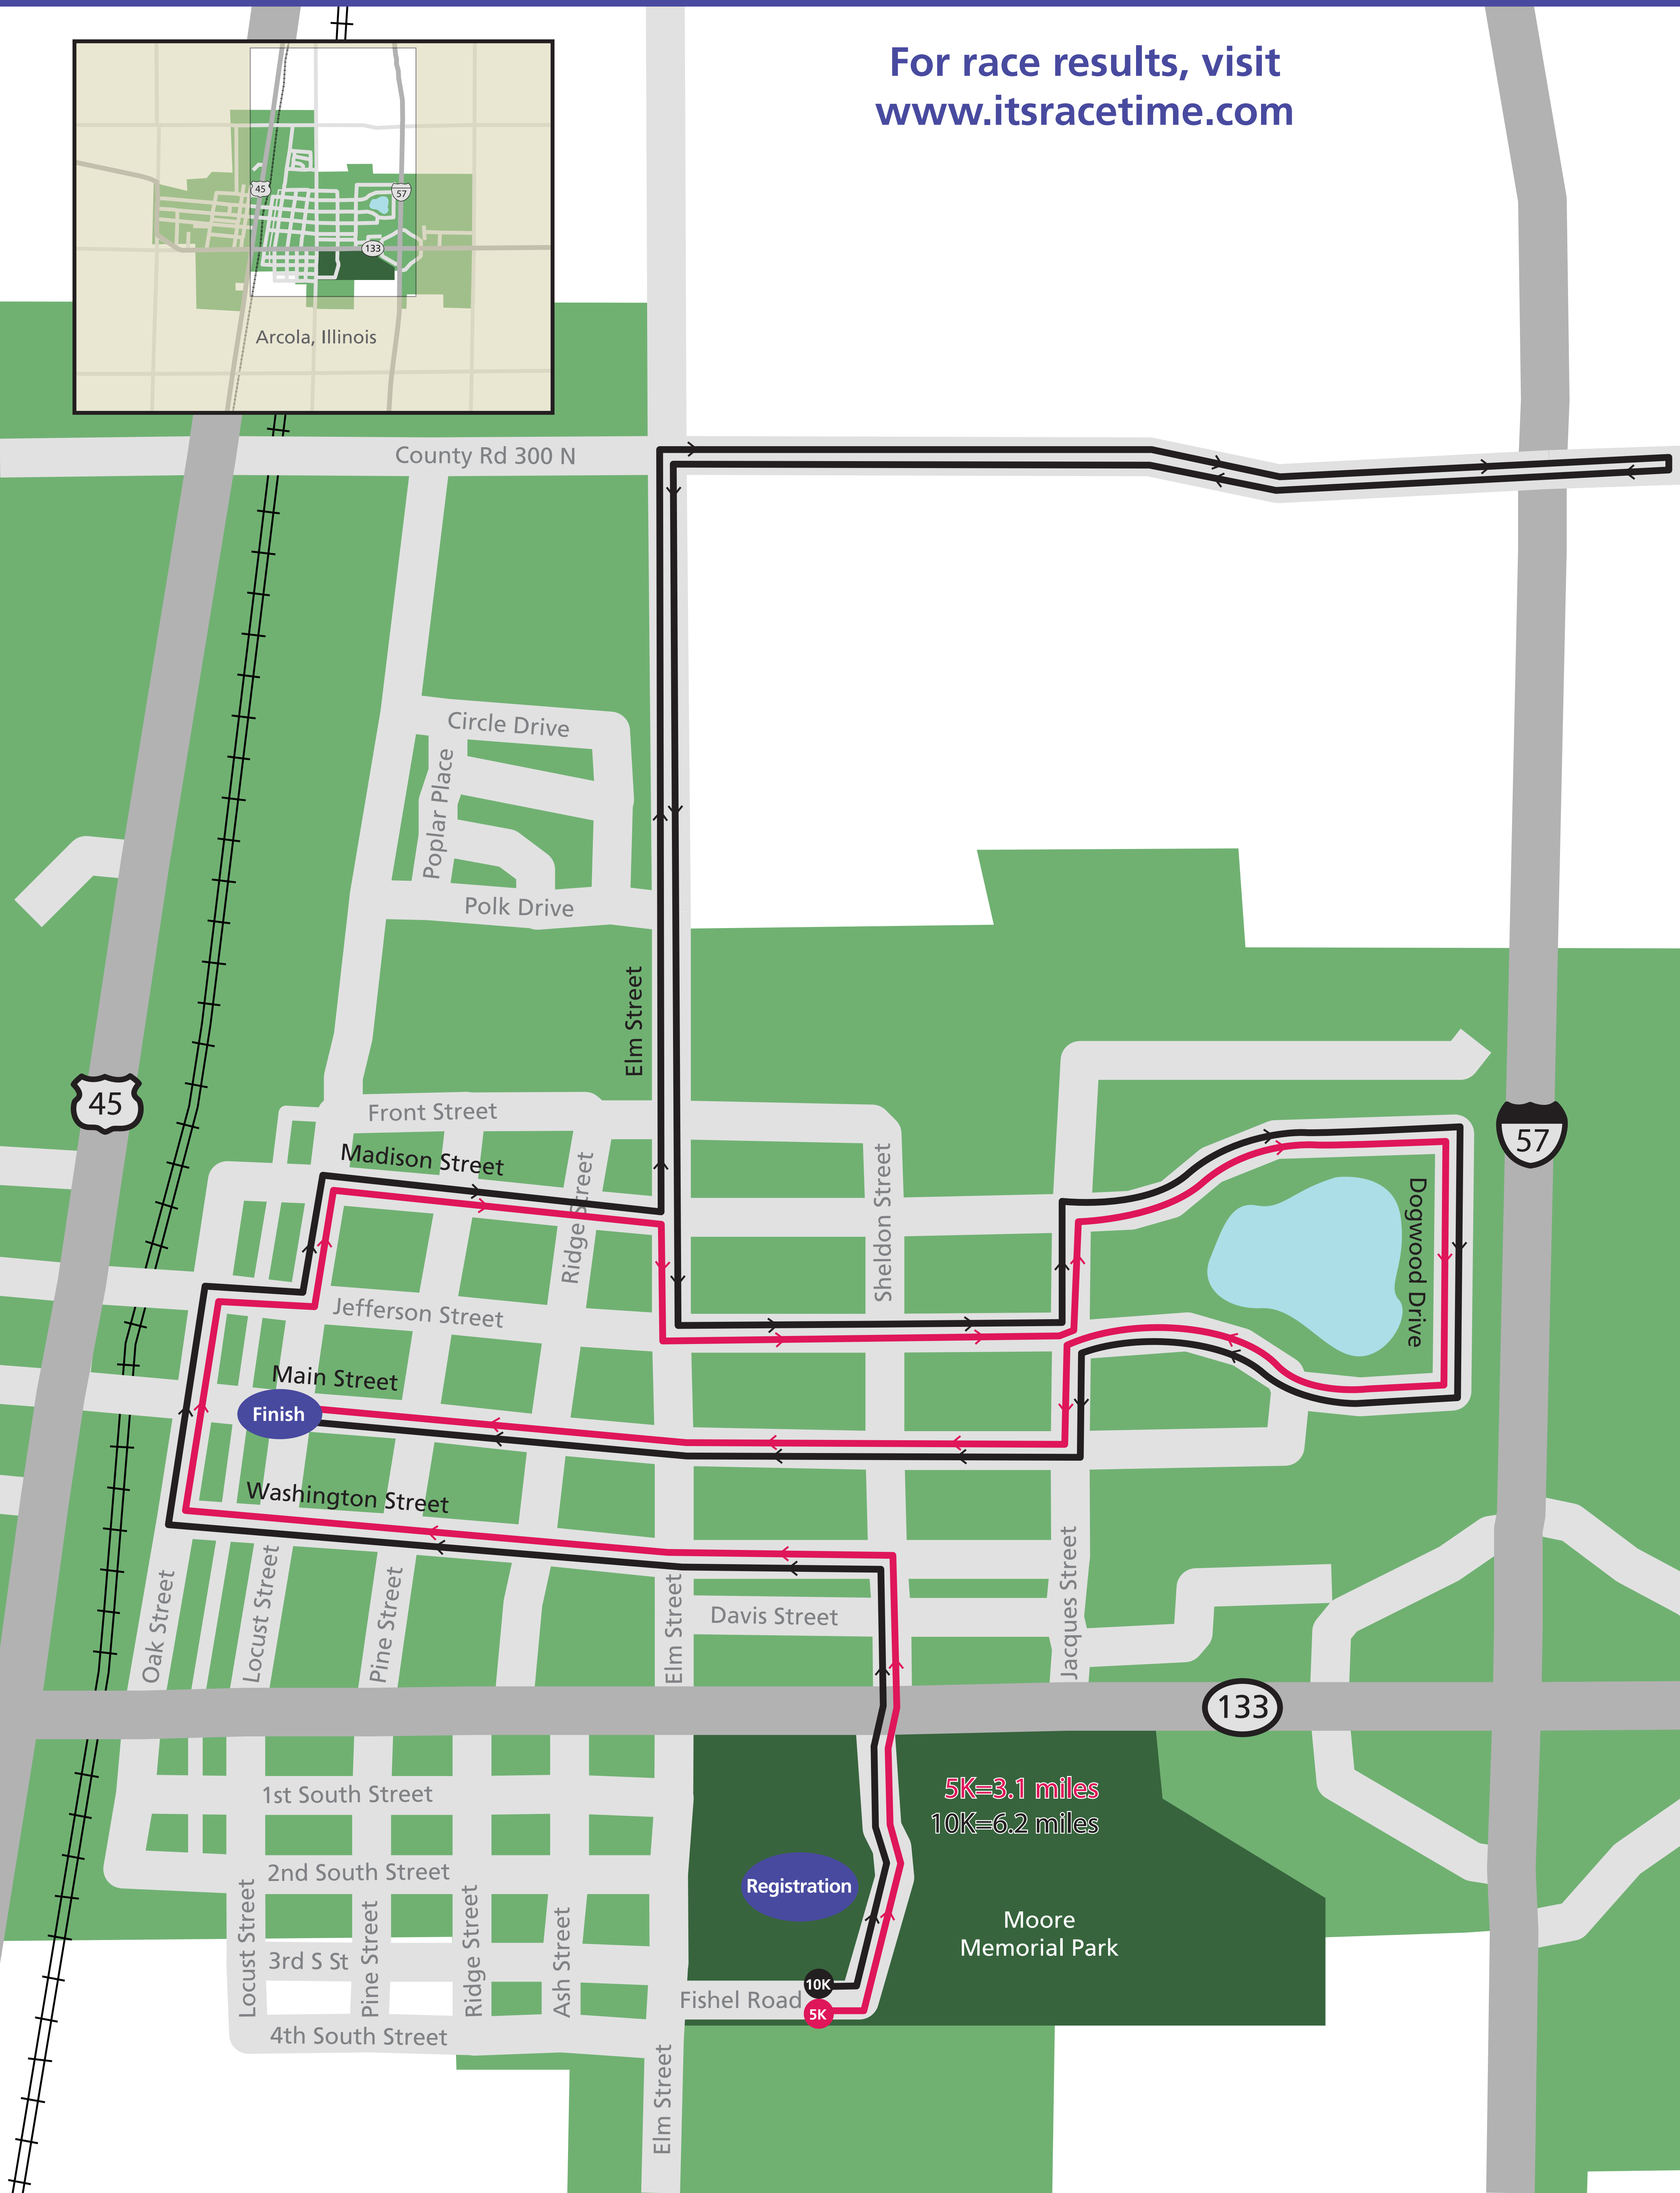 For race results, visit
www.itsracetime.com
45
57
133
Arcola, Illinois
County Rd 300 N
Circle Drive
Poplar Place
Polk Drive
Elm Street
45
Front Street
Madison Street
Ridge Street
Sheldon Street
57
Dogwood Drive
Jefferson Street
Main Street
Finish
Washington Street
Oak Street
Locust Street
Pine Street
Elm Street
Davis Street
Jacques Street
133
1st South Street
5K=3.1 miles
10K=6.2 miles
2nd South Street
Registration
Locust Street
Pine Street
Ridge Street
Ash Street
3rd S St
Moore
Memorial Park
10K
Fishel Road
5K
4th South Street
Elm Street